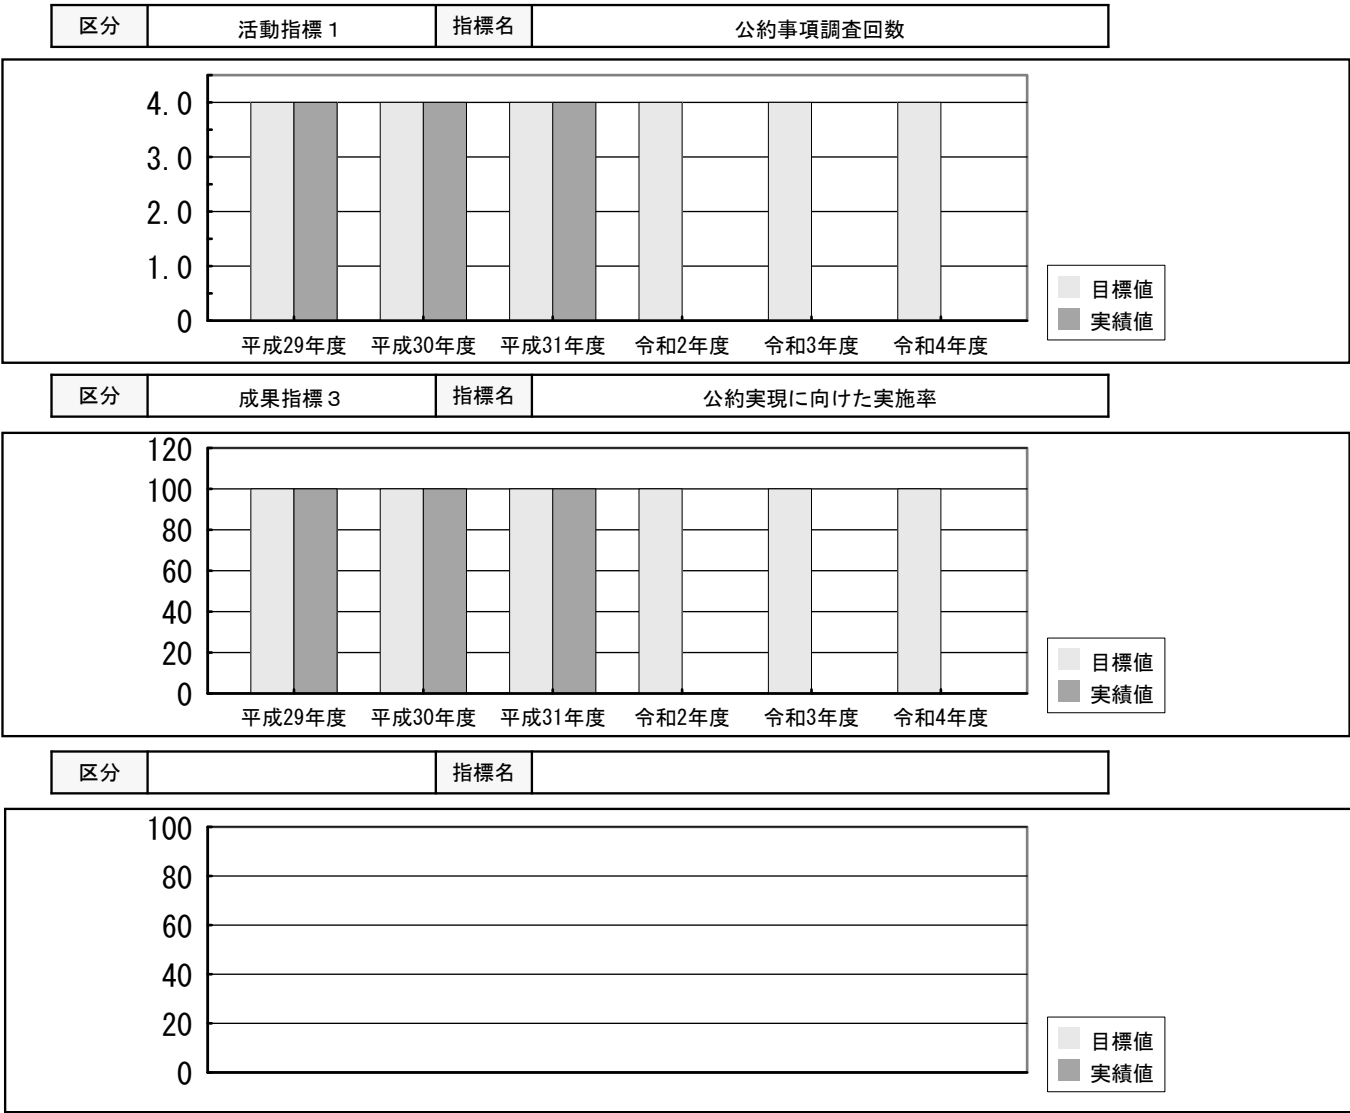 区分 活動指標１ 指標名 公約事項調査回数
4.0
3.0
2.0
1.0
0
平成29年度 平成30年度 平成31年度 令和2年度 令和3年度 令和4年度
目標値
実績値
区分 成果指標３ 指標名 公約実現に向けた実施率
120
100
80
60
40
20
0
平成29年度 平成30年度 平成31年度 令和2年度 令和3年度 令和4年度
目標値
実績値
区分 指標名
100
80
60
40
20
0
目標値
実績値